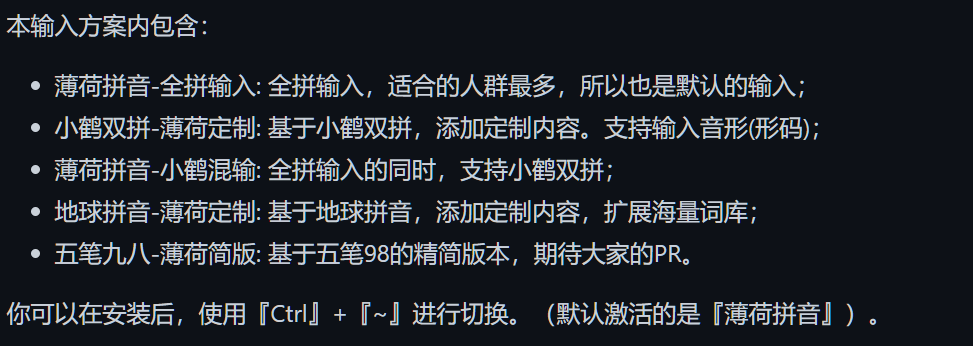 本输入方案内包含：
• 薄荷拼音-全拼输入: 全拼输入，适合的人群最多，所以也是默认的输入；
• 小鹤双拼-薄荷定制: 基于小鹤双拼，添加定制内容。支持输入音形(形码)；
• 薄荷拼音-小鹤混输: 全拼输入的同时，支持小鹤双拼；
• 地球拼音-薄荷定制: 基于地球拼音，添加定制内容，扩展海量词库；
• 五笔九八-薄荷简版: 基于五笔98的精简版本，期待大家的PR。
你可以在安装后，使用『Ctrl』+『~』进行切换。（默认激活的是『薄荷拼音』）。